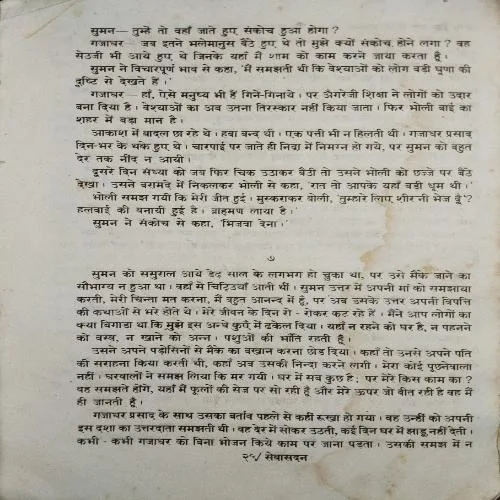 सुमन— तुम्हे तो वहाँ जाते हुए संकोच हुआ होगा ?
गजाधर— जब इतने भलेमानुस बैठे हुए थे तो मुझे क्यों संकोच होने लगा ? वह
सेठजी भी आये हुए थे जिनके यहाँ मैं शाम को काम करने जाया करता हूँ ।
सुमन ने विचारपूर्ण भाव से कहा, 'मैं समझती थी कि वेश्याओं को लोग बडी घृणा की
दृष्टि से देखते हैं ।'
गजाधर— हाँ, ऐसे मनुष्य भी हैं गिने-गिनाये । पर अँगरेजी शिक्षा ने लोगों को उदार
बना दिया है । वेश्याओं का अब उतना तिरस्कार नहीं किया जाता । फिर भोली बाई का
शहर में बडा मान है ।
आकाश में बादल छा रहे थे । हवा बन्द थी । एक पत्ती भी न हिलती थी । गजाधर प्रसाद
दिन-भर के थके हुए थे । चारपाई पर जाते ही निद्रा में निमग्न हो गये, पर सुमन को बहुत
देर तक नींद न आयी ।
दूसरे दिन संध्या को जब फिर चिक उठाकर बैठी तो उसने भोली को छज्जे पर बैठे
देखा । उसने बरामदे में निकलकर भोली से कहा, 'रात तो आपके यहाँ बडी धूम थी ।'
भोली समझ गयी कि मेरी जीत हुई । मुस्कराकर बोली, 'तुम्हारे लिए शीरनी भेज दूँ ?
हलवाई की बनायी हुई है । ब्राह्मण लाया है ।'
सुमन ने संकोच से कहा, 'भिजवा देना ।'
७
सुमन को ससुराल आये डेढ साल के लगभग हो चुका था, पर उसे मैके जाने का
सौभाग्य न हुआ था । वहाँ से चिट्ठियाँ आती थीं । सुमन उत्तर में अपनी मां को समझाया
करती, मेरी चिन्ता मत करना, मैं बहुत आनन्द में हूं, पर अब उसके उत्तर अपनी विपत्ति
की कथाओं से भरे होते थे । मेरे जीवन के दिन रो - रोकर कट रहे हैं । मैंने आप लोगों का
क्या बिगाडा था कि मुझे इस अन्धे कुएँ में ढकेल दिया । यहाँ न रहने को घर है, न पहनने
को वस्त्र, न खाने को अन्न । पशुओं की भाँति रहती हूँ ।
उसने अपने पडोसिनों से मैके का बखान करना छोड दिया । कहाँ तो उनसे अपने पति
की सराहना किया करती थी, कहाँ अब उसकी निन्दा करने लगी । मेरा कोई पूछनेवाला
नहीं । घरवालों ने समझ लिया कि मर गयी । घर में सब कुछ है ; पर मेरे किस काम का ?
वह समझते होंगे, यहाँ मैं फूलों की सेज पर सो रही हूँ और मेरे ऊपर जो बीत रही है वह मैं
ही जानती हूँ ।
गजाधरप्रसाद के साथ उसका बर्ताव पहले से कहीं रूखा हो गया । वह उन्हीं को अपनी
इस दशा का उत्तरदाता समझती थी । वह देर में सोकर उठती, कई दिन घर में झाडू नहीं देती ।
कभी - कभी गजाधर को बिना भोजन किये काम पर जाना पडता । उसकी समझ में न
२५/ सेवासदन